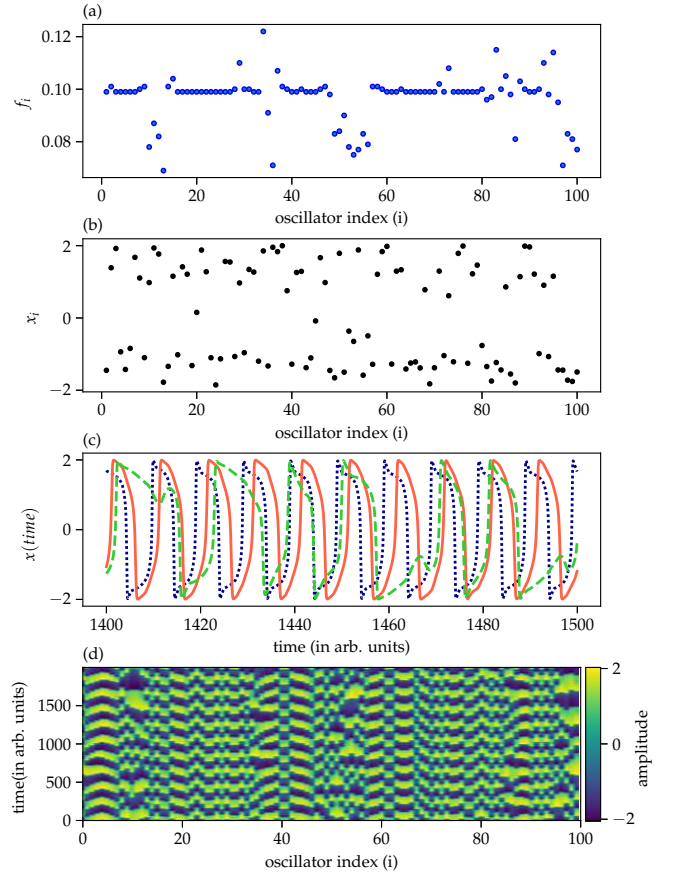 (a)
0.12
0.10
0.08
f_i
0 20 40 60 80 100
oscillator index (i)
(b)
2
0
−2
x_i
0 20 40 60 80 100
oscillator index (i)
(c)
2
0
−2
x(time)
1400 1420 1440 1460 1480 1500
time (in arb. units)
(d)
1500
1000
500
0
time(in arb. units)
0 20 40 60 80 100
oscillator index (i)
2
0
−2
amplitude